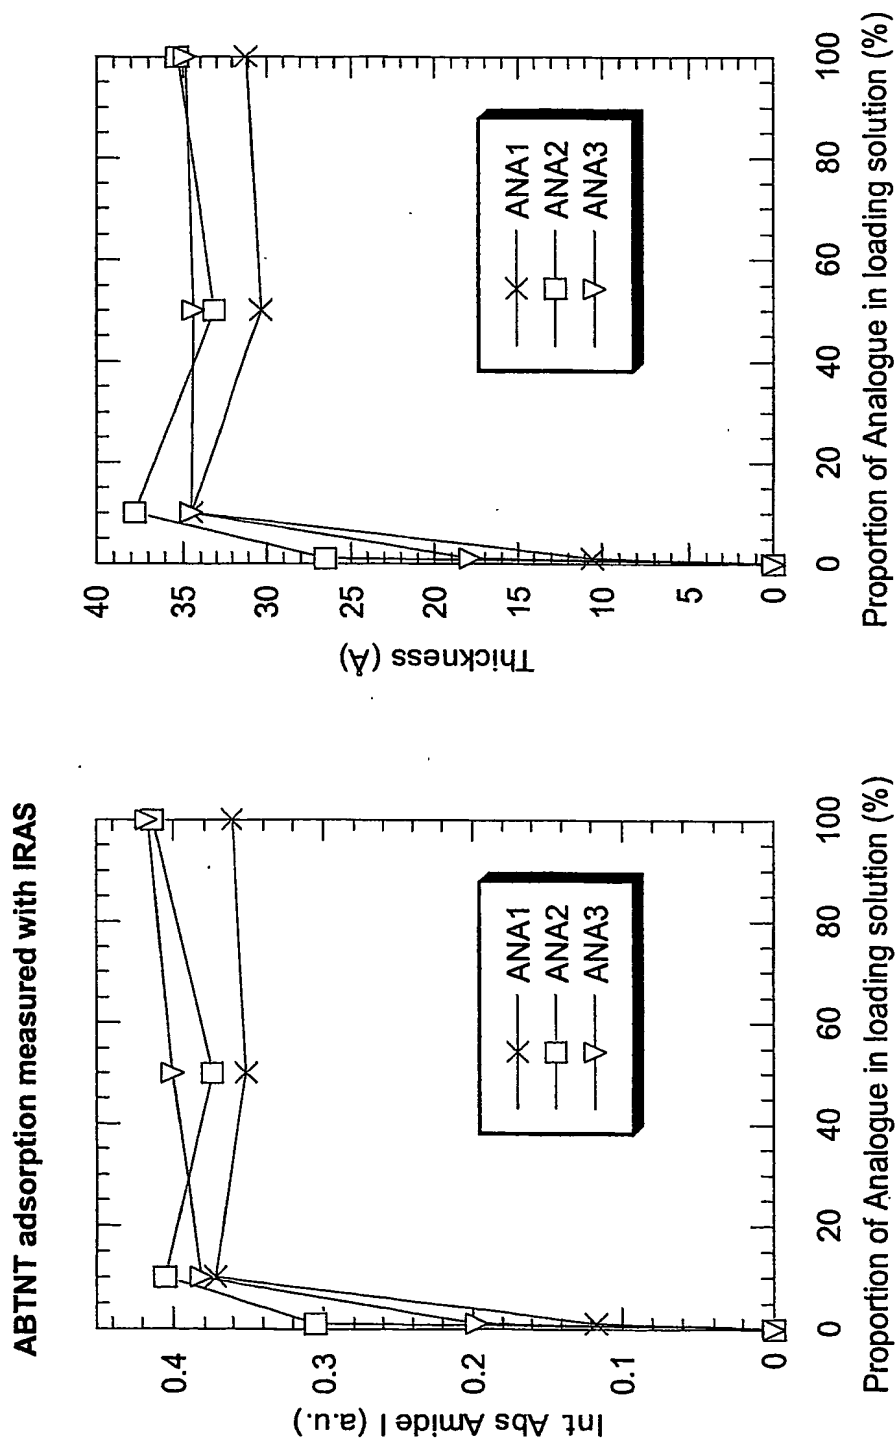 ABTNT adsorption measured with IRAS
Int. Abs Amide I (a.u.)
0.4
0.3
0.2
0.1
0
0 20 40 60 80 100
Proportion of Analogue in loading solution (%)
ANA1
ANA2
ANA3
Thickness (Å)
40
35
30
25
20
15
10
5
0
0 20 40 60 80 100
Proportion of Analogue in loading solution (%)
ANA1
ANA2
ANA3